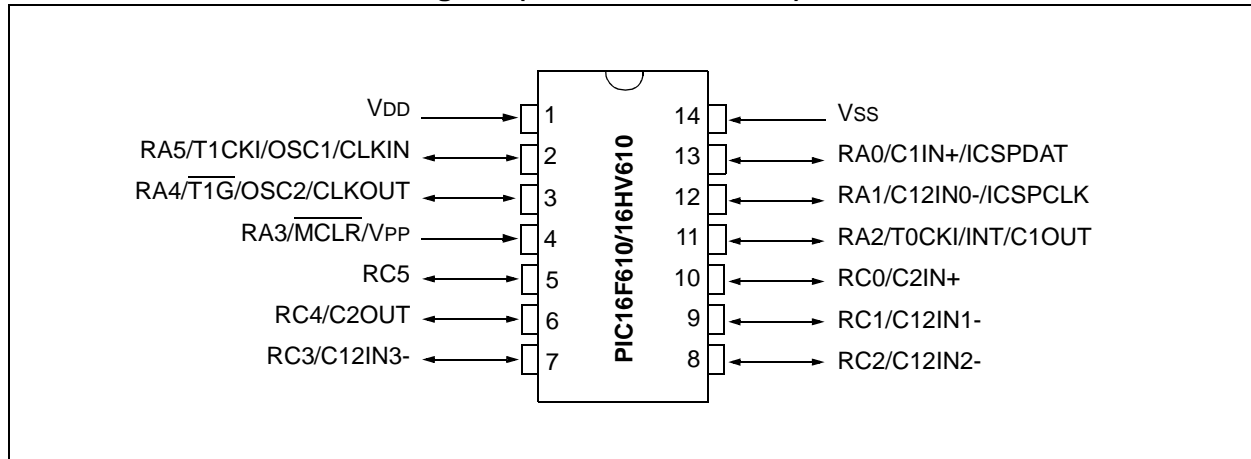 VDD
RA5/T1CKI/OSC1/CLKIN
RA4/T1G/OSC2/CLKOUT
RA3/MCLR/VPP
RC5
RC4/C2OUT
RC3/C12IN3-
1
2
3
4
5
6
7
PIC16F610/16HV610
14
13
12
11
10
9
8
VSS
RA0/C1IN+/ICSPDAT
RA1/C12IN0-/ICSPCLK
RA2/T0CKI/INT/C1OUT
RC0/C2IN+
RC1/C12IN1-
RC2/C12IN2-